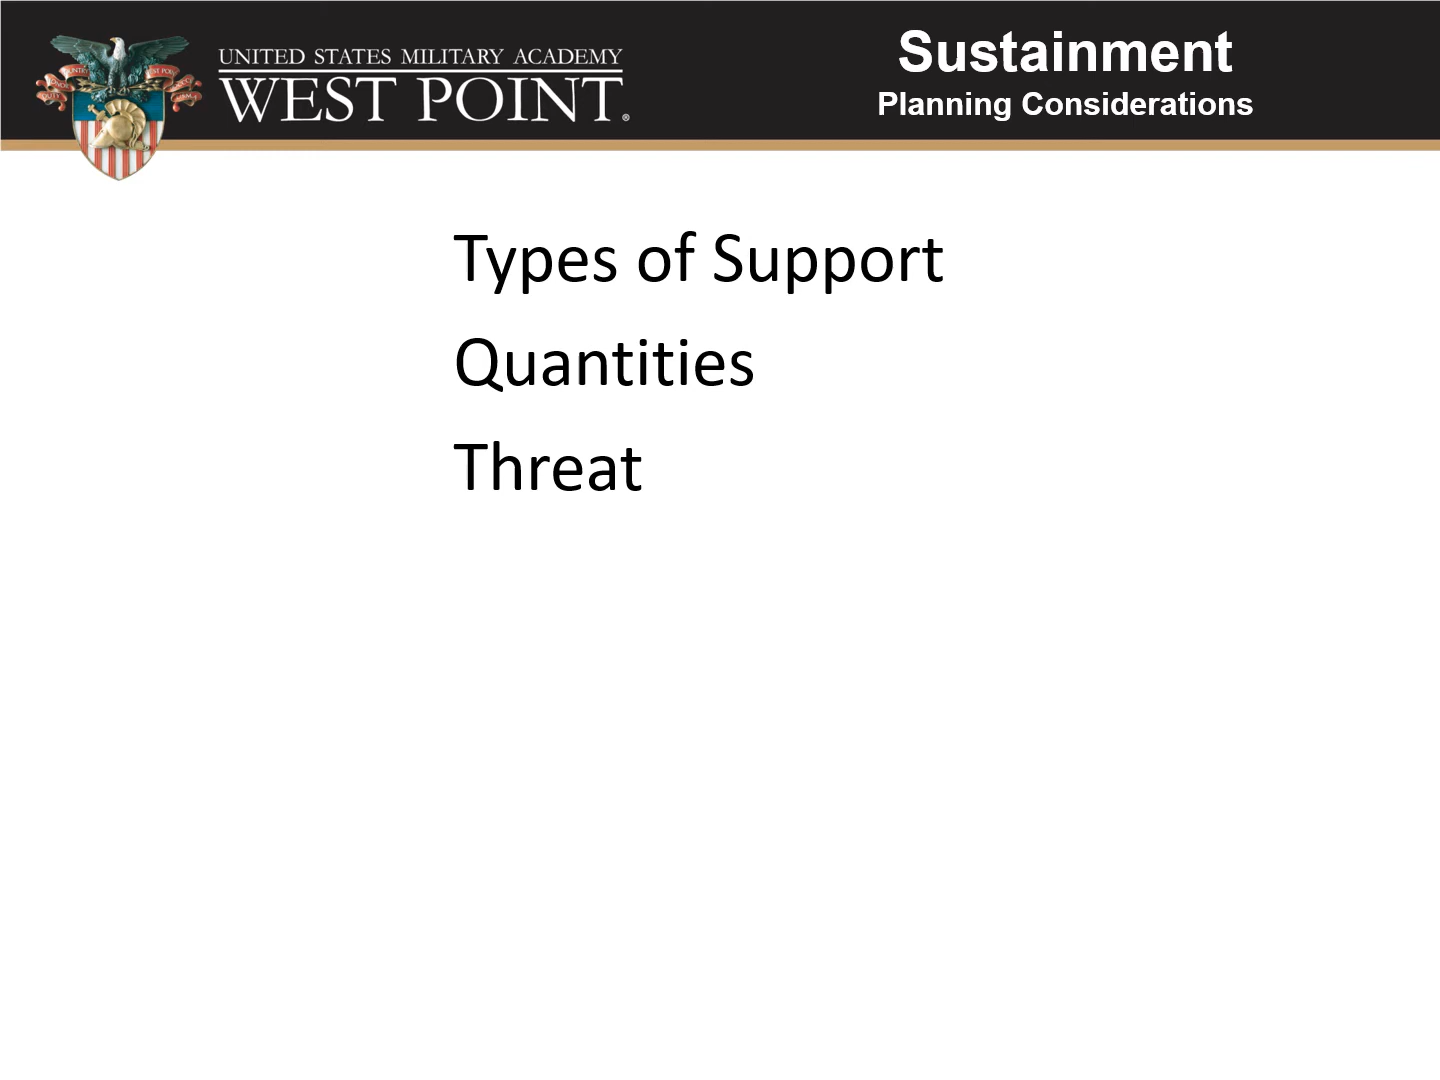 UNITED STATES MILITARY ACADEMY
WEST POINT®
Sustainment
Planning Considerations
Types of Support
Quantities
Threat